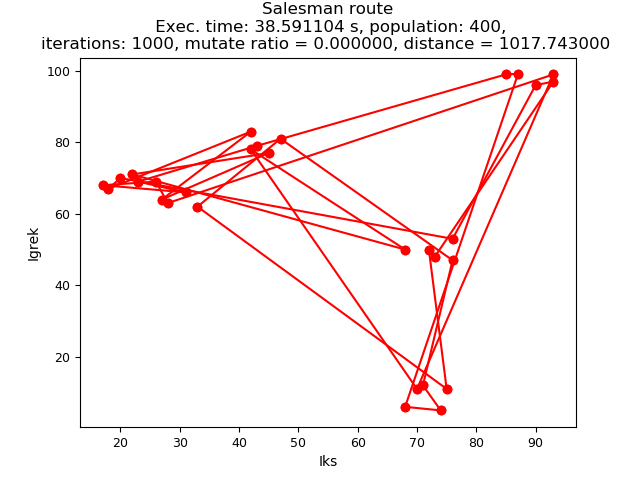 Salesman route
Exec. time: 38.591104 s, population: 400,
iterations: 1000, mutate ratio = 0.000000, distance = 1017.743000
100
80
60
40
20
Igrek
20 30 40 50 60 70 80 90
Iks